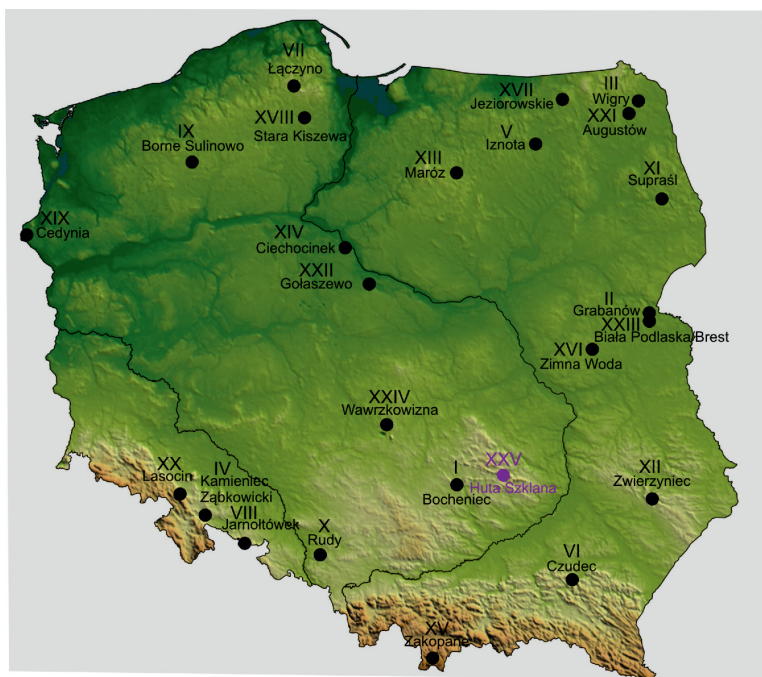 VII
Łączyno
XVIII
Stara Kiszewa
IX
Borne Sulinowo
XVII
Jeziorowskie
III
Wigry
XXI
Augustów
V
Iznota
XIII
Maróz
XI
Supraśl
XIX
Cedynia
XIV
Ciechocinek
XXII
Gołaszewo
II
Grabanów
XXIII
Biała Podlaska/Brest
XVI
Zimna Woda
XXIV
Wawrzkowizna
XXV
Huta Szklana
I
Bocheniec
XII
Zwierzyniec
XX
Lasocin
IV
Kamieniec
Ząbkowicki
VIII
Jarnołtówek
X
Rudy
VI
Czudec
XV
Zakopane